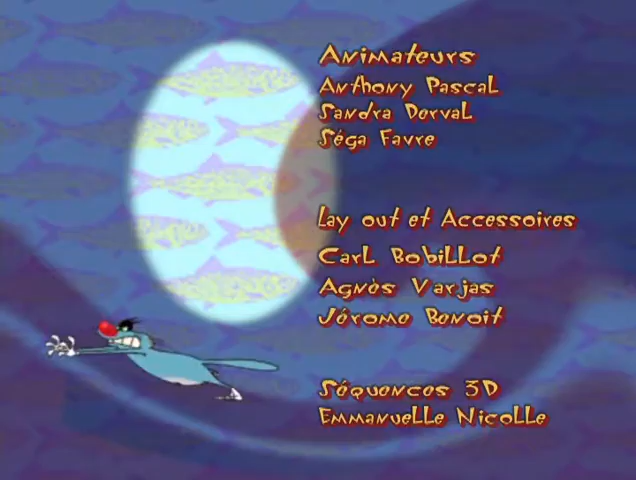 Animateurs
Anthony Pascal
Sandra Derval
Séga Favre
Lay out et Accessoires
Carl Bobillot
Agnès Varjas
Jérome Benoit
Séquences 3D
Emmanuelle Nicolle